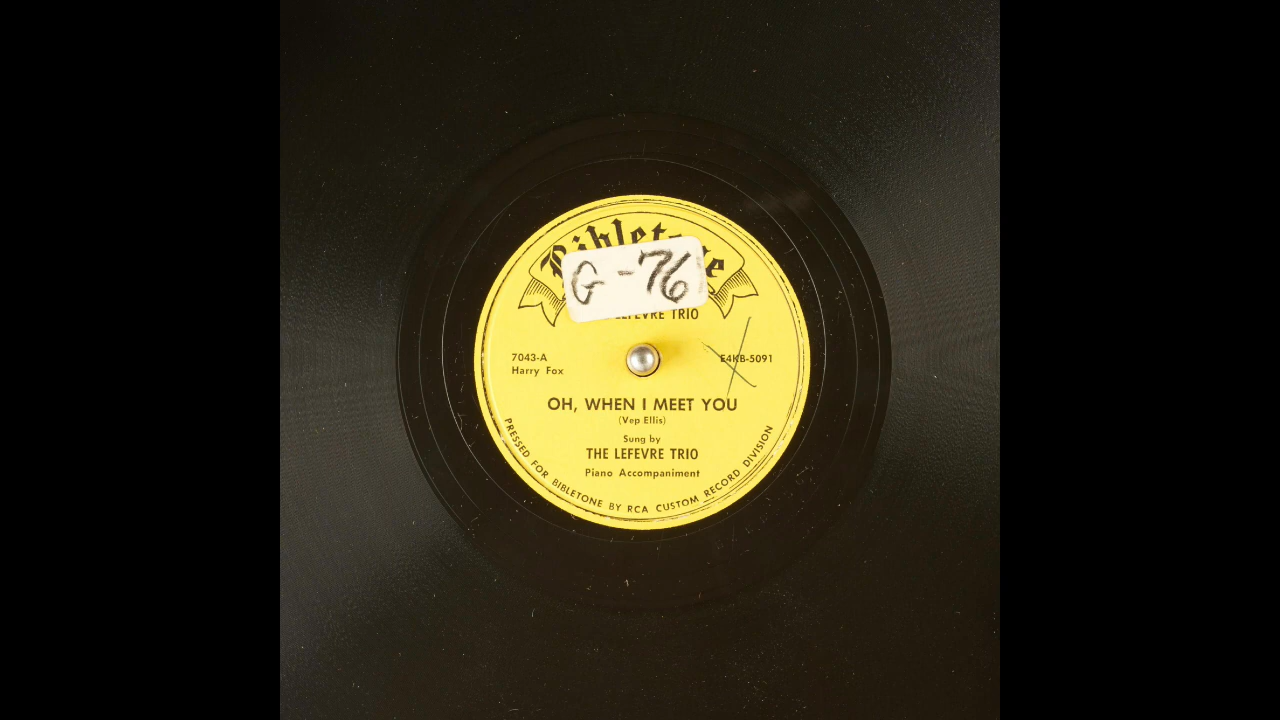 Bibletone
G-76
LEFEVRE TRIO
7043-A
E4KB-5091
Harry Fox
OH, WHEN I MEET YOU
(Vep Ellis)
Sung by
THE LEFEVRE TRIO
Piano Accompaniment
PRESSED FOR BIBLETONE BY RCA CUSTOM RECORD DIVISION